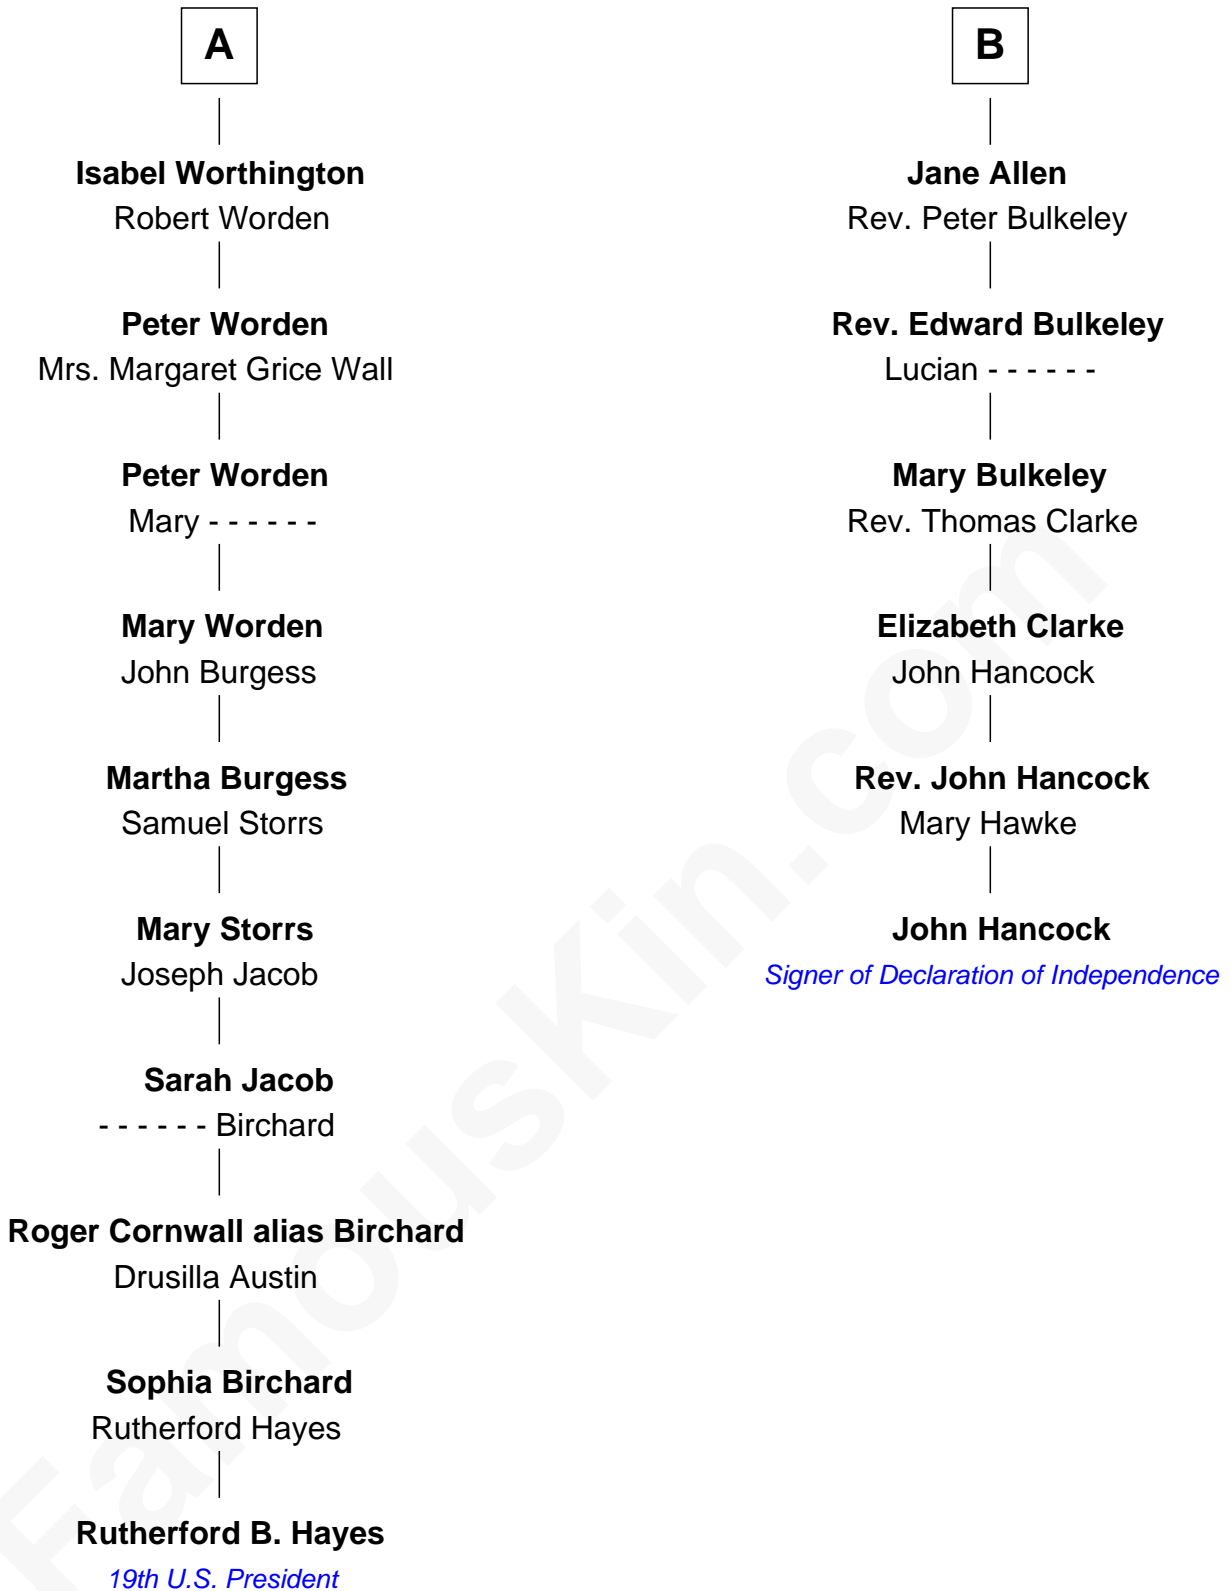 A
Isabel Worthington
Robert Worden
Peter Worden
Mrs. Margaret Grice Wall
Peter Worden
Mary - - - - - -
Mary Worden
John Burgess
Martha Burgess
Samuel Storrs
Mary Storrs
Joseph Jacob
Sarah Jacob
- - - - - - Birchard
Roger Cornwall alias Birchard
Drusilla Austin
Sophia Birchard
Rutherford Hayes
Rutherford B. Hayes
19th U.S. President
B
Jane Allen
Rev. Peter Bulkeley
Rev. Edward Bulkeley
Lucian - - - - - -
Mary Bulkeley
Rev. Thomas Clarke
Elizabeth Clarke
John Hancock
Rev. John Hancock
Mary Hawke
John Hancock
Signer of Declaration of Independence
FamousKin.com